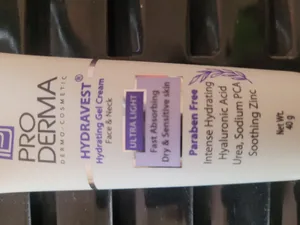 PRO
DERMA
DERMO-COSMETIC
HYDRAVEST®
Hydrating Gel Cream
Face & Neck
ULTRA LIGHT
Fast Absorbing
Dry & Sensitive skin
Paraben Free
Intense Hydrating
Hyaluronic Acid
Urea, Sodium PCA
Soothing Zinc
Net Wt.
40 g